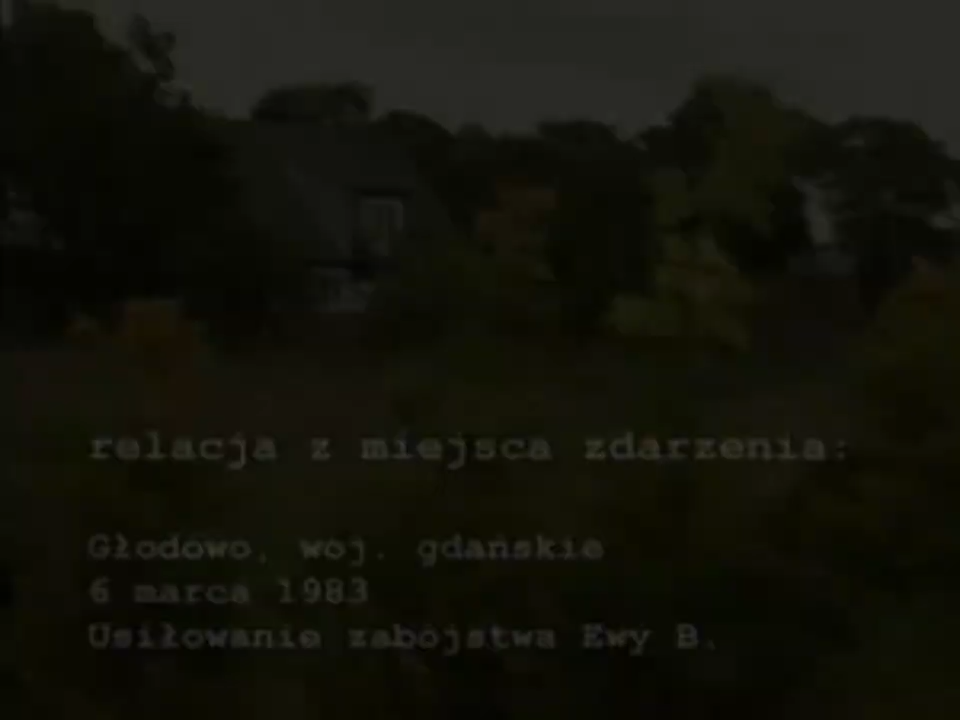 relacja z miejsca zdarzenia:
Głodowo, woj. gdańskie
6 marca 1983
Usiłowanie zabójstwa Ewy B.